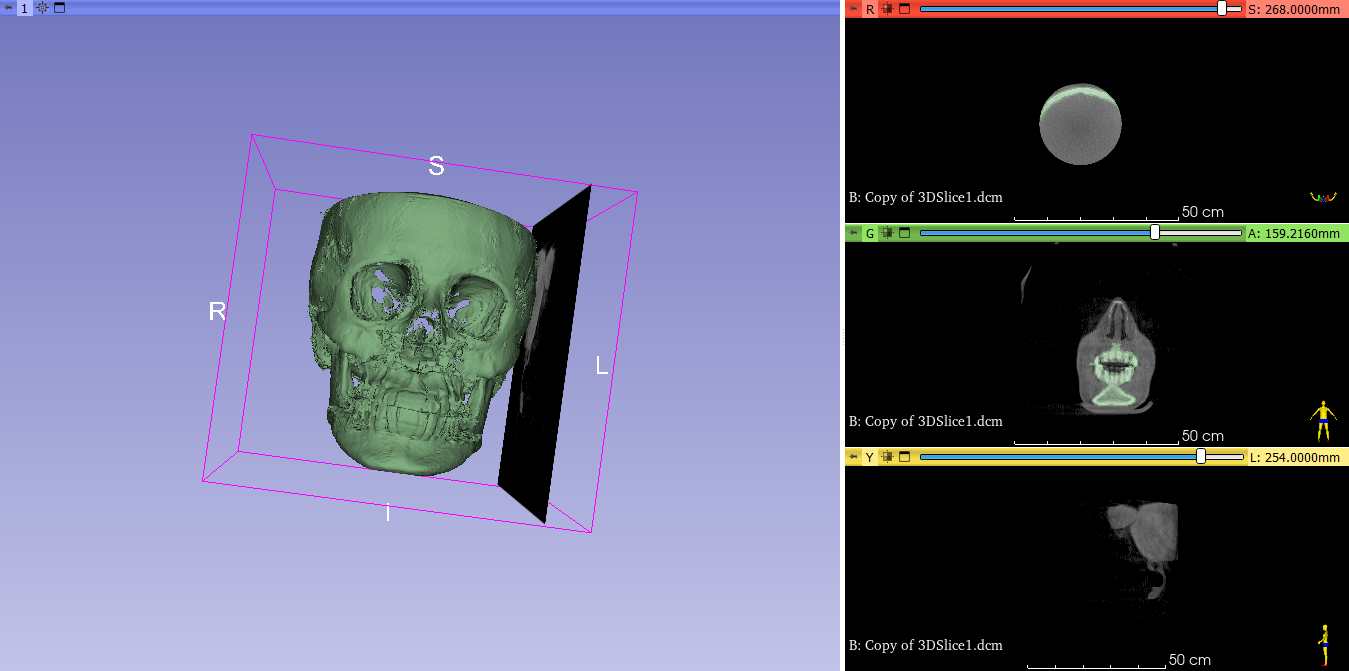 1
S
R
L
I
R S: 268.0000mm
B: Copy of 3DSlice1.dcm
50 cm
G A: 159.2160mm
B: Copy of 3DSlice1.dcm
50 cm
Y L: 254.0000mm
B: Copy of 3DSlice1.dcm
50 cm